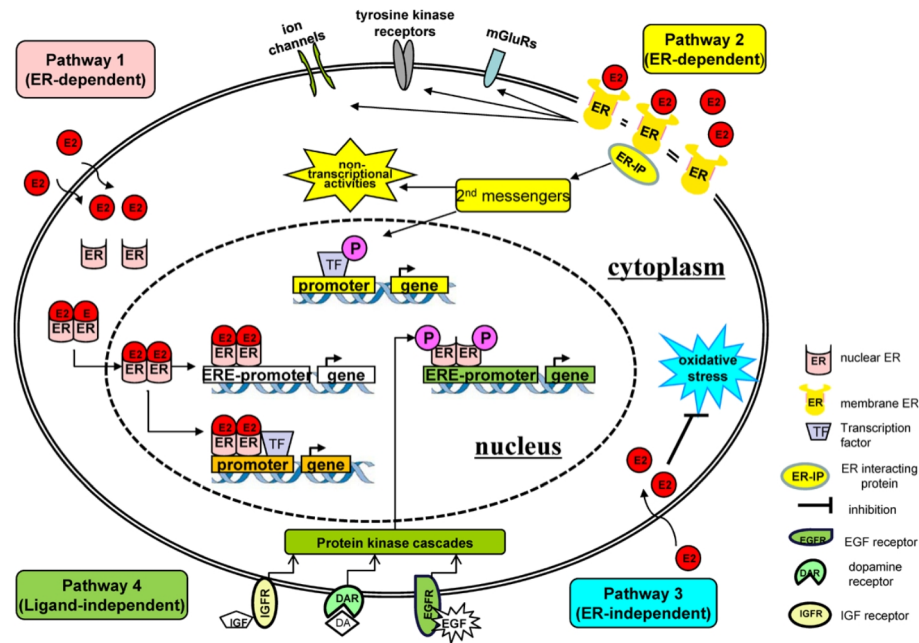 ion
channels
tyrosine kinase
receptors
mGluRs
Pathway 1
(ER-dependent)
Pathway 2
(ER-dependent)
E2
ER
E2
ER
E2
E2
ER
=
=
ER-IP
E2
E2
E2
E2
non-
transcriptional
activities
2nd messengers
ER
ER
P
TF
promoter
gene
cytoplasm
E2
E
ER
ER
E2
E2
ER
ER
E2
E2
ER
ER
ERE-promoter
gene
P
P
ER
ER
ERE-promoter
gene
oxidative
stress
E2
E2
ER
ER
TF
promoter
gene
nucleus
E2
E2
E2
Protein kinase cascades
Pathway 4
(Ligand-independent)
IGF
IGFR
DAR
DA
EGFR
EGF
Pathway 3
(ER-independent)
ER
nuclear ER
ER
membrane ER
TF
Transcription
factor
ER-IP
ER interacting
protein
inhibition
EGFR
EGF receptor
DAR
dopamine
receptor
IGFR
IGF receptor